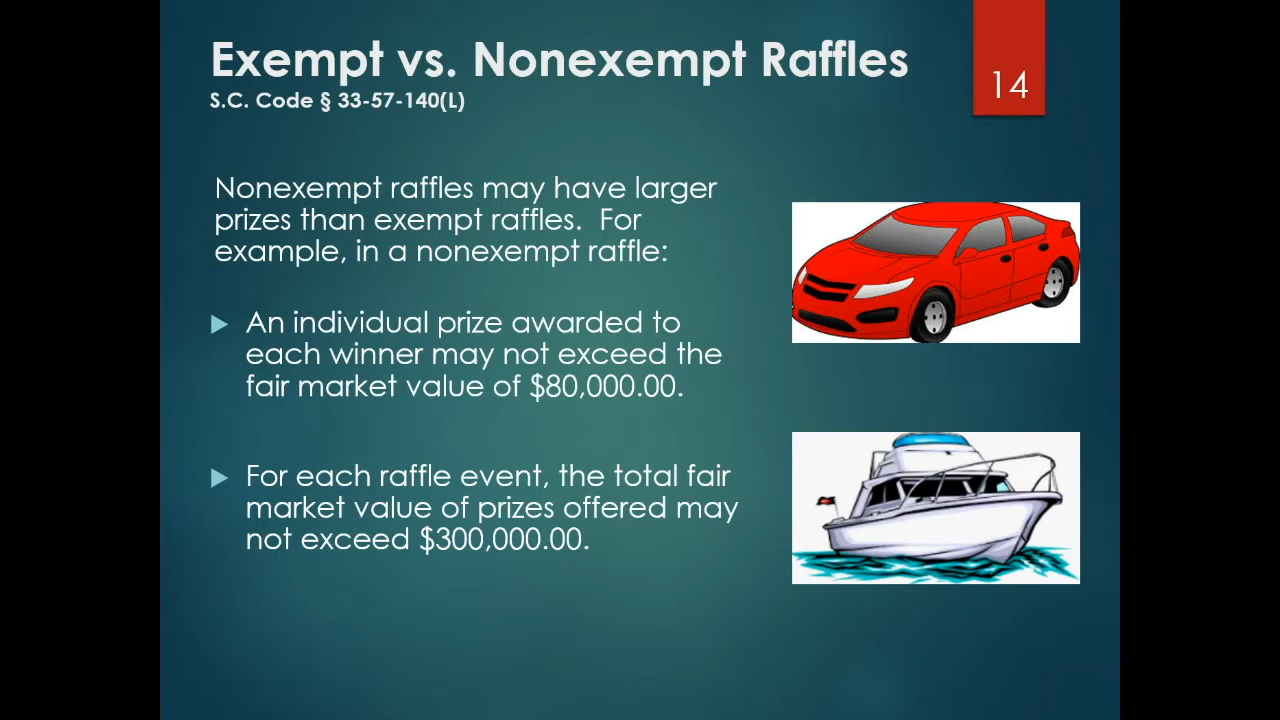 Exempt vs. Nonexempt Raffles
S.C. Code § 33-57-140(L)
14
Nonexempt raffles may have larger
prizes than exempt raffles.  For
example, in a nonexempt raffle:
An individual prize awarded to
each winner may not exceed the
fair market value of $80,000.00.
For each raffle event, the total fair
market value of prizes offered may
not exceed $300,000.00.